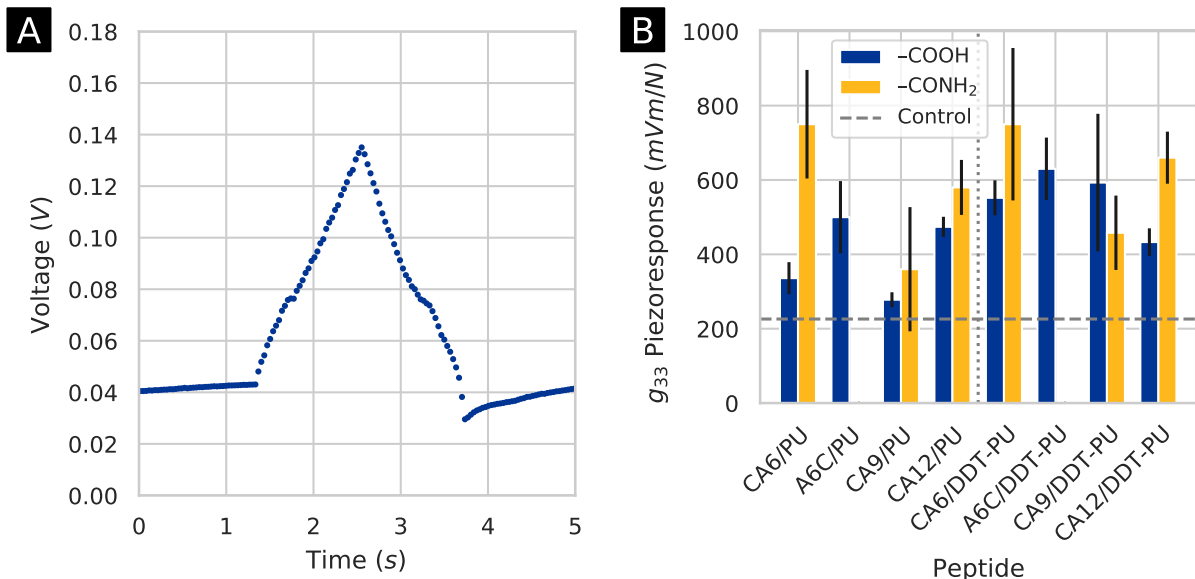 A
0.18
0.16
0.14
0.12
0.10
0.08
0.06
0.04
0.02
0.00
Voltage (V)
0 1 2 3 4 5
Time (s)
B
1000
800
600
400
200
0
g₃₃ Piezoresponse (mVm/N)
–COOH
–CONH₂
Control
CA6/PU
A6C/PU
CA9/PU
CA12/PU
CA6/DDT-PU
A6C/DDT-PU
CA9/DDT-PU
CA12/DDT-PU
Peptide